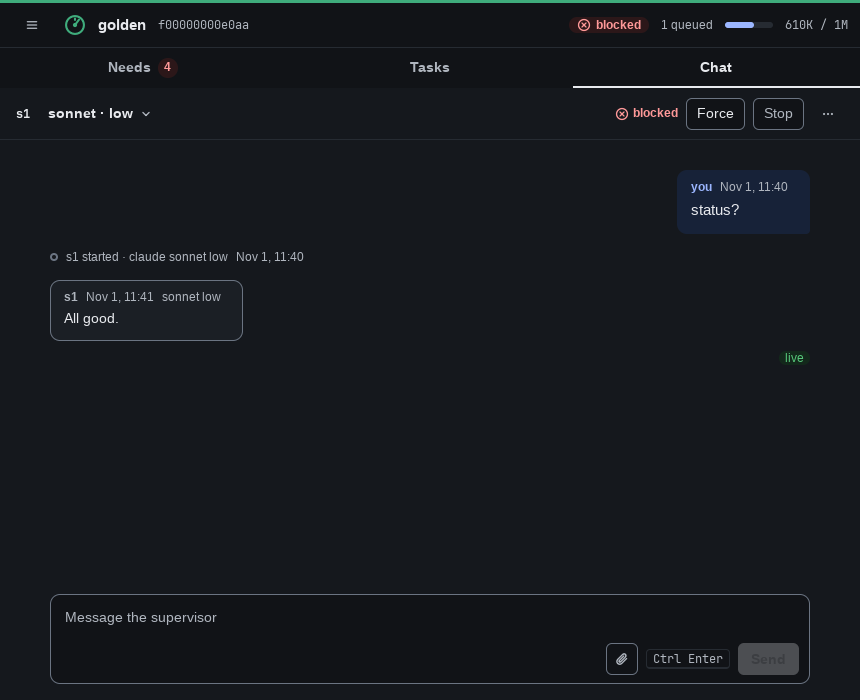 golden f00000000e0aa blocked 1 queued 610K / 1M
Needs 4 Tasks Chat
s1 sonnet · low blocked Force Stop ···
you Nov 1, 11:40
status?
s1 started · claude sonnet low Nov 1, 11:40
s1 Nov 1, 11:41 sonnet low
All good.
live
Message the supervisor
Ctrl Enter Send